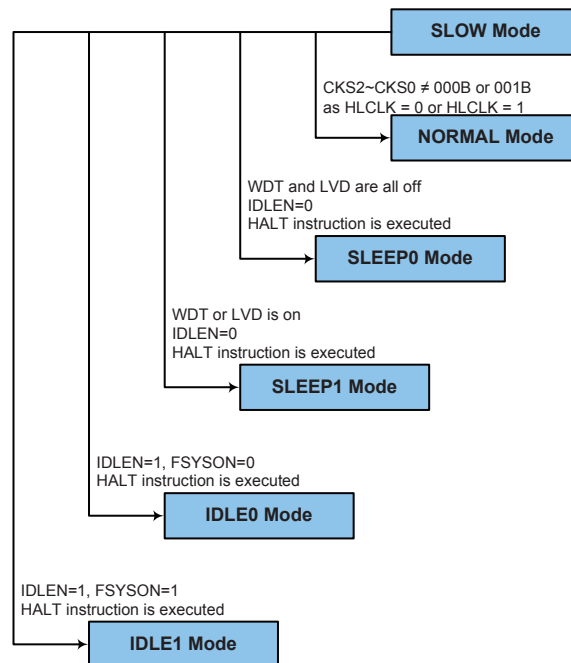 SLOW Mode
CKS2~CKS0 ≠ 000B or 001B
as HLCLK = 0 or HLCLK = 1
NORMAL Mode
WDT and LVD are all off
IDLEN=0
HALT instruction is executed
SLEEP0 Mode
WDT or LVD is on
IDLEN=0
HALT instruction is executed
SLEEP1 Mode
IDLEN=1, FSYSON=0
HALT instruction is executed
IDLE0 Mode
IDLEN=1, FSYSON=1
HALT instruction is executed
IDLE1 Mode